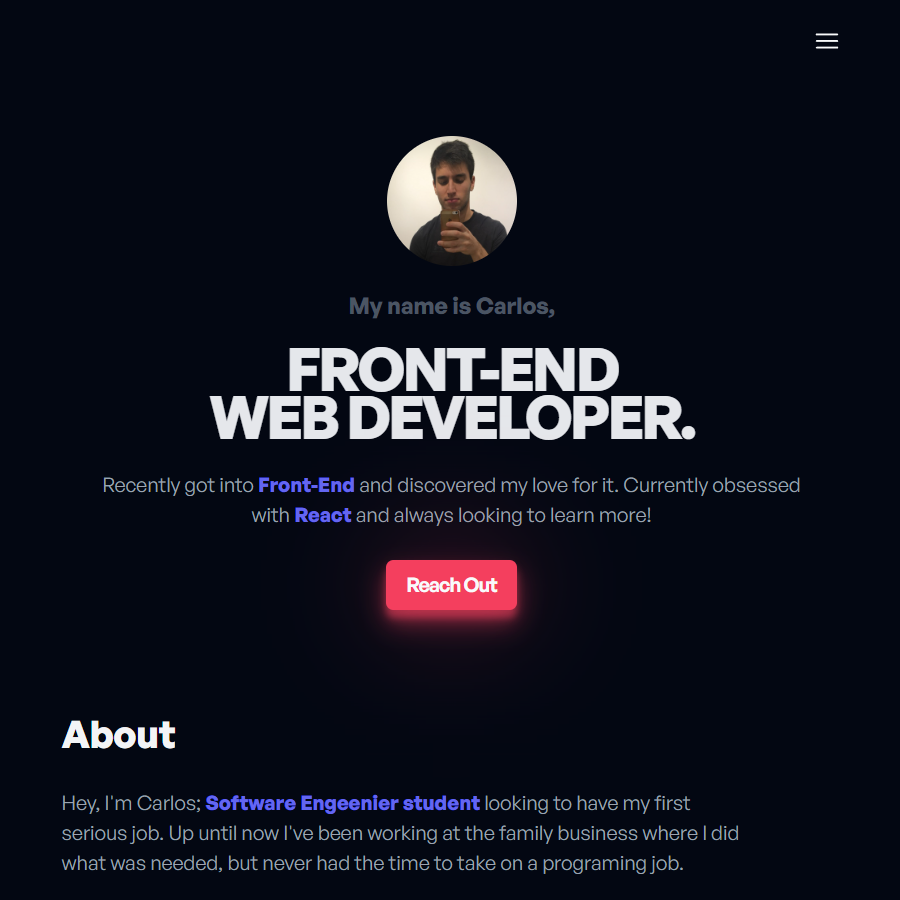 My name is Carlos,
FRONT-END
WEB DEVELOPER.
Recently got into Front-End and discovered my love for it. Currently obsessed
with React and always looking to learn more!
Reach Out
About
Hey, I'm Carlos; Software Engeenier student looking to have my first
serious job. Up until now I've been working at the family business where I did
what was needed, but never had the time to take on a programing job.